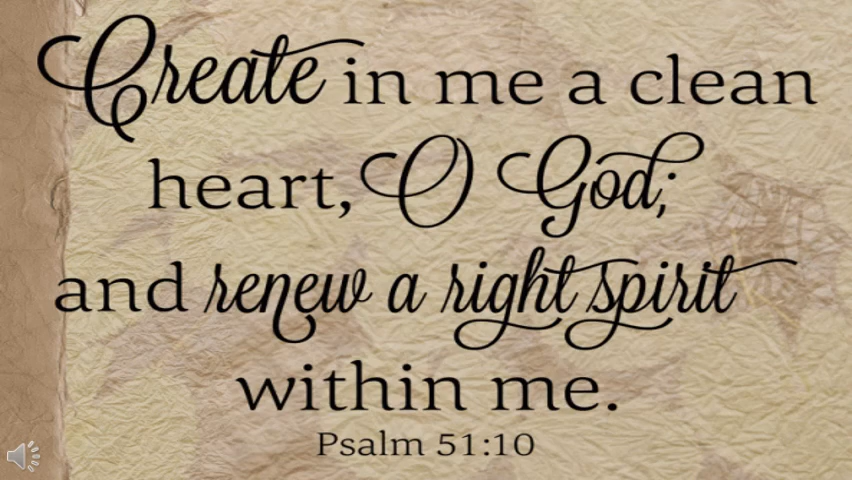 Create in me a clean
heart, O God;
and renew a right spirit
within me.
Psalm 51:10